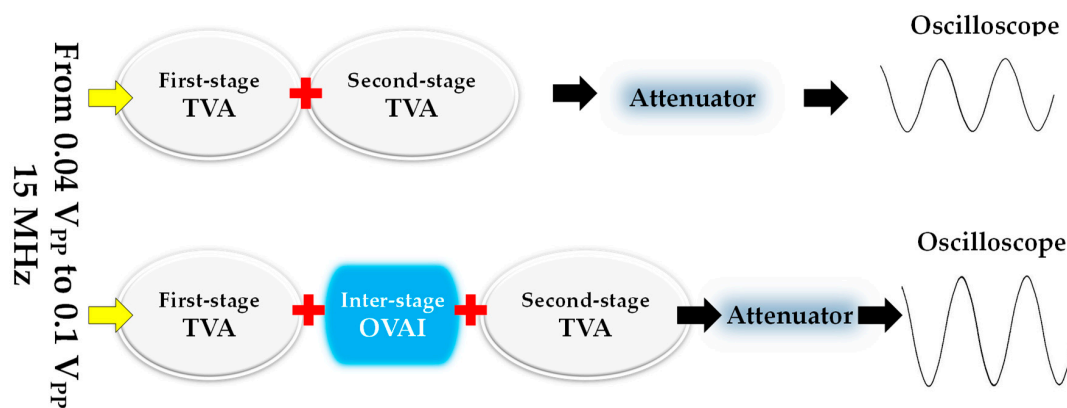 From 0.04 VPP to 0.1 VPP
15 MHz
First-stage
TVA
Second-stage
TVA
Attenuator
Oscilloscope
First-stage
TVA
Inter-stage
OVAI
Second-stage
TVA
Attenuator
Oscilloscope